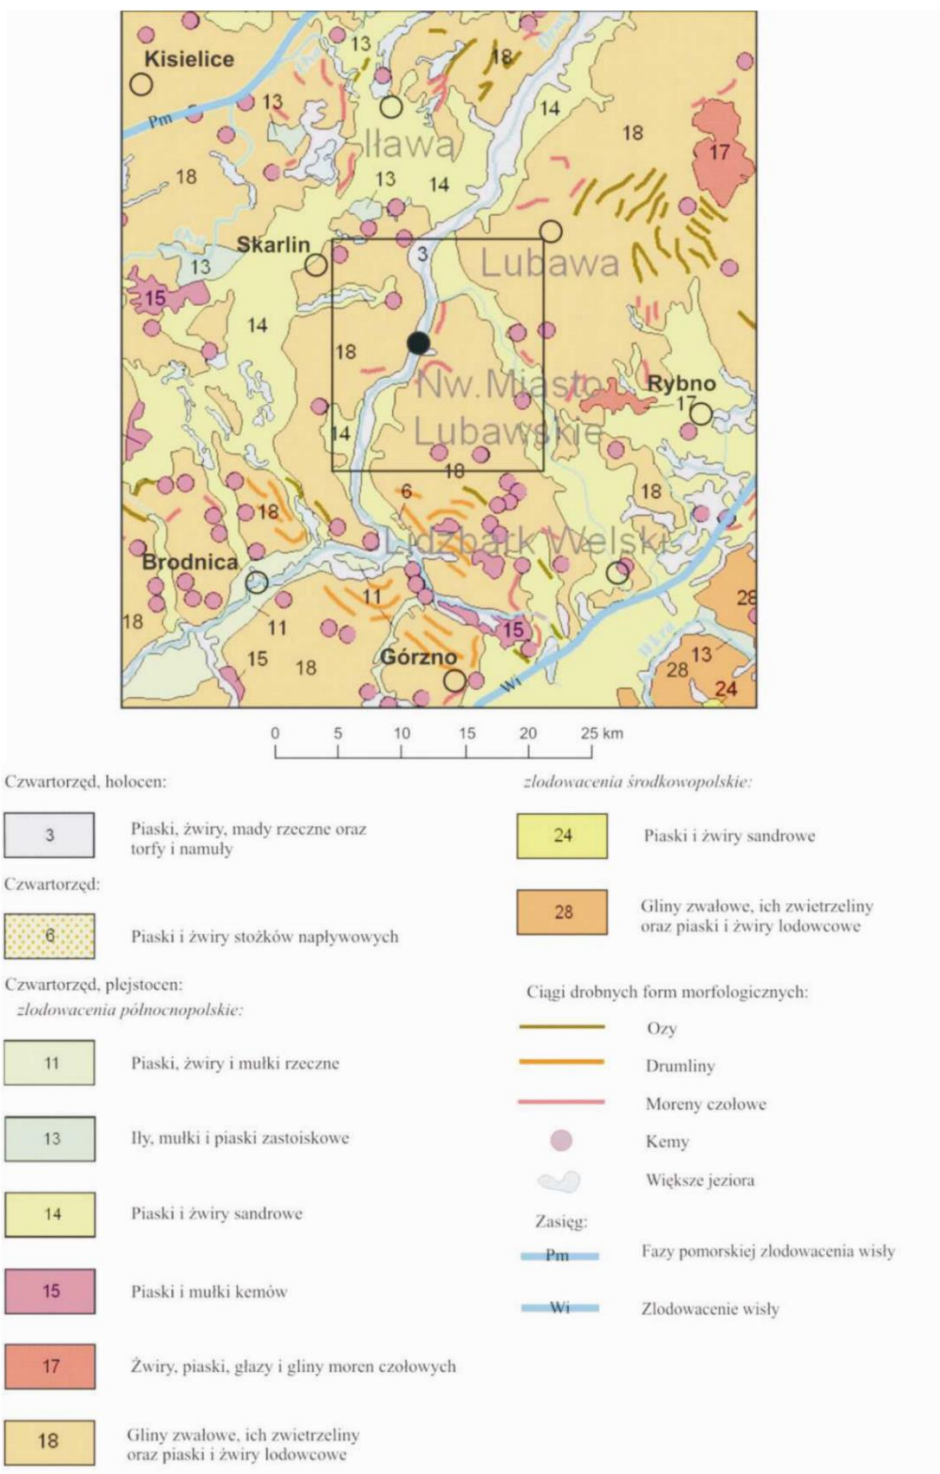 13
18
Kisielice
14
13
Pm
18
Iława
17
18
13
14
Skarlin
3
Lubawa
13
15
14
18
Nw.Miasto
Rybno
17
Lubawskie
14
18
6
18
18
Lidzbark Welski
Brodnica
11
28
18
11
15
13
15
18
Górzno
28
Wi
24
0 5 10 15 20 25 km
Czwartorzęd, holocen:
3
Piaski, żwiry, mady rzeczne oraz
torfy i namuły
Czwartorzęd:
6
Piaski i żwiry stożków napływowych
Czwartorzęd, plejstocen:
zlodowacenia północnopolskie:
11
Piaski, żwiry i mułki rzeczne
13
Iły, mułki i piaski zastoiskowe
14
Piaski i żwiry sandrowe
15
Piaski i mułki kemów
17
Żwiry, piaski, głazy i gliny moren czołowych
18
Gliny zwałowe, ich zwietrzeliny
oraz piaski i żwiry lodowcowe
zlodowacenia środkowopolskie:
24
Piaski i żwiry sandrowe
28
Gliny zwałowe, ich zwietrzeliny
oraz piaski i żwiry lodowcowe
Ciągi drobnych form morfologicznych:
Ozy
Drumliny
Moreny czołowe
Kemy
Większe jeziora
Zasięg:
Pm
Fazy pomorskiej zlodowacenia wisły
Wi
Zlodowacenie wisły